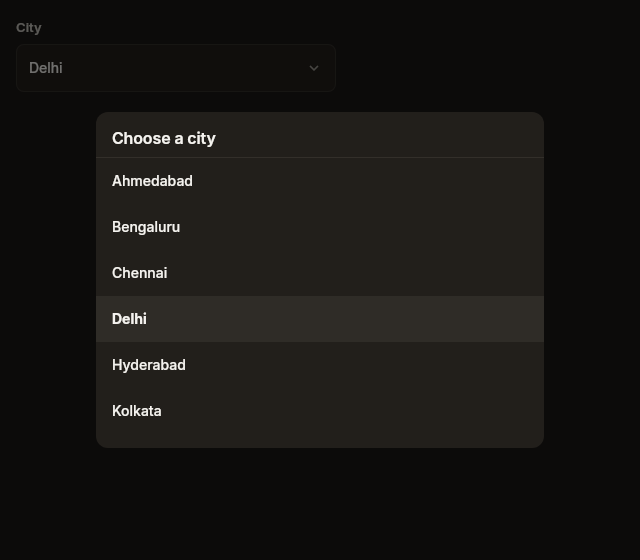 City
Delhi
Choose a city
Ahmedabad
Bengaluru
Chennai
Delhi
Hyderabad
Kolkata